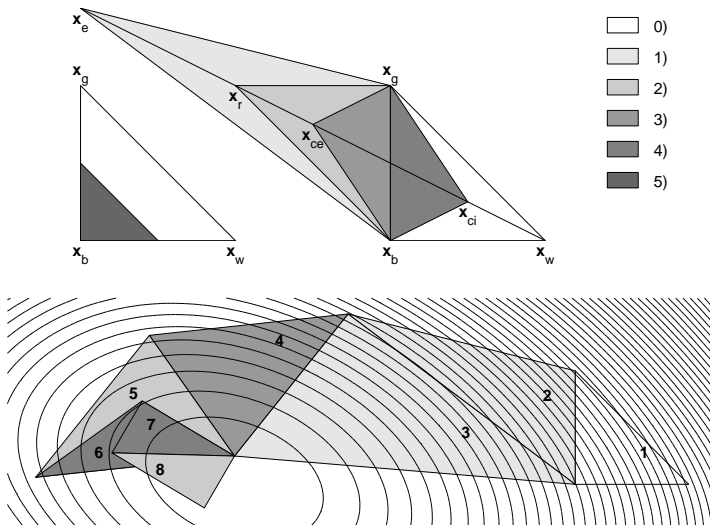 x_e
x_g x_g
x_r
x_ce
x_ci
x_b x_w x_b x_w
0)
1)
2)
3)
4)
5)
4
2
5
7
3
6
8
1